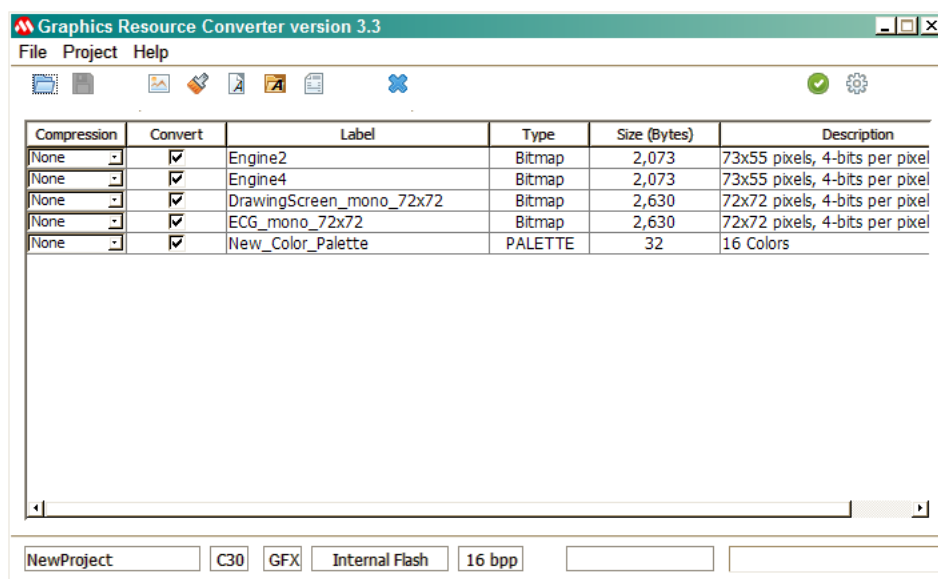 Graphics Resource Converter version 3.3
File Project Help
Compression Convert Label Type Size (Bytes) Description
None Engine2 Bitmap 2,073 73x55 pixels, 4-bits per pixel
None Engine4 Bitmap 2,073 73x55 pixels, 4-bits per pixel
None DrawingScreen_mono_72x72 Bitmap 2,630 72x72 pixels, 4-bits per pixel
None ECG_mono_72x72 Bitmap 2,630 72x72 pixels, 4-bits per pixel
None New_Color_Palette PALETTE 32 16 Colors
NewProject C30 GFX Internal Flash 16 bpp